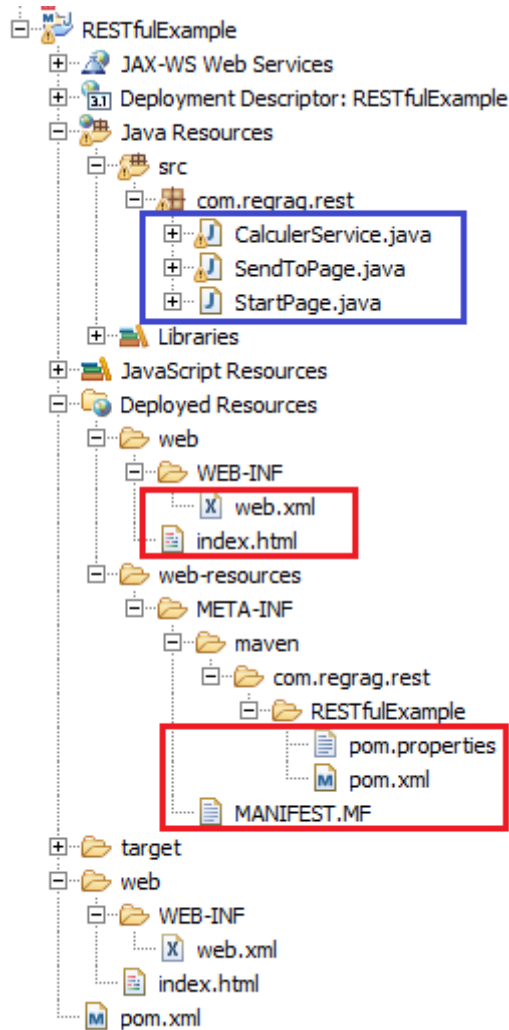 RESTfulExample
JAX-WS Web Services
Deployment Descriptor: RESTfulExample
Java Resources
src
com.regrag.rest
CalculerService.java
SendToPage.java
StartPage.java
Libraries
JavaScript Resources
Deployed Resources
web
WEB-INF
web.xml
index.html
web-resources
META-INF
maven
com.regrag.rest
RESTfulExample
pom.properties
pom.xml
MANIFEST.MF
target
web
WEB-INF
web.xml
index.html
pom.xml